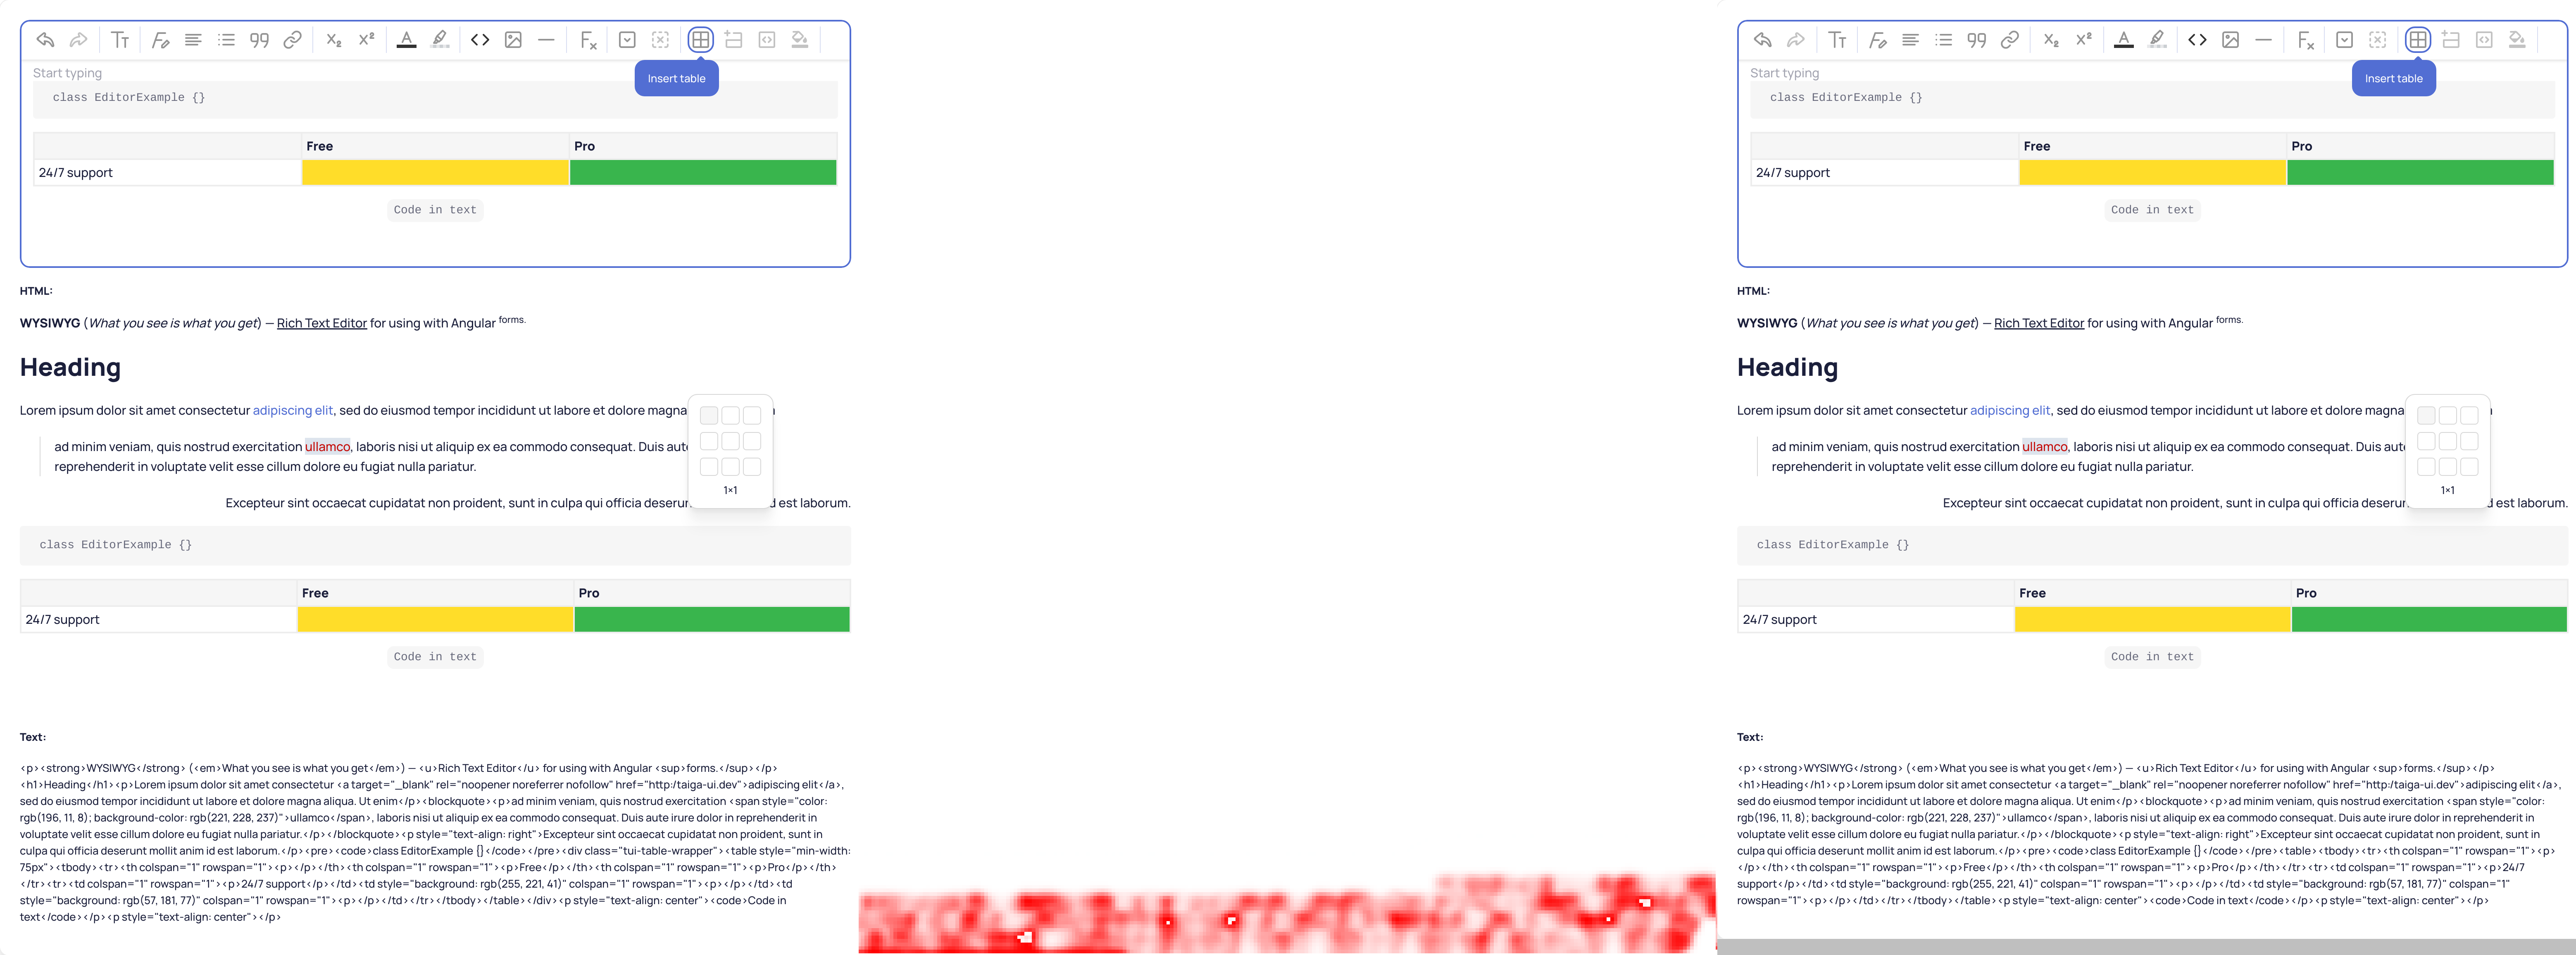 Start typing
Insert table
class EditorExample {}
Free Pro
24/7 support
Code in text
HTML:
WYSIWYG (What you see is what you get) — Rich Text Editor for using with Angular forms.
Heading
Lorem ipsum dolor sit amet consectetur adipiscing elit, sed do eiusmod tempor incididunt ut labore et dolore magna
ad minim veniam, quis nostrud exercitation ullamco, laboris nisi ut aliquip ex ea commodo consequat. Duis aute
reprehenderit in voluptate velit esse cillum dolore eu fugiat nulla pariatur.
1×1
Excepteur sint occaecat cupidatat non proident, sunt in culpa qui officia est laborum.
class EditorExample {}
Free Pro
24/7 support
Code in text
Text:
<p><strong>WYSIWYG</strong> (<em>What you see is what you get</em>) — <u>Rich Text Editor</u> for using with Angular <sup>forms.</sup></p>
<h1>Heading</h1><p>Lorem ipsum dolor sit amet consectetur <a target="_blank" rel="noopener noreferrer nofollow" href="http:/taiga-ui.dev">adipiscing elit</a>,
sed do eiusmod tempor incididunt ut labore et dolore magna aliqua. Ut enim</p><blockquote><p>ad minim veniam, quis nostrud exercitation <span style="color:
rgb(196, 11, 8); background-color: rgb(221, 228, 237)">ullamco</span>, laboris nisi ut aliquip ex ea commodo consequat. Duis aute irure dolor in reprehenderit in
voluptate velit esse cillum dolore eu fugiat nulla pariatur.</p></blockquote><p style="text-align: right">Excepteur sint occaecat cupidatat non proident, sunt in
culpa qui officia deserunt mollit anim id est laborum.</p><pre><code>class EditorExample {}</code></pre><div class="tui-table-wrapper"><table style="min-width:
75px"><tbody><tr><th colspan="1" rowspan="1"><p></p></th><th colspan="1" rowspan="1"><p>Free</p></th><th colspan="1" rowspan="1"><p>Pro</p></th>
</tr><tr><td colspan="1" rowspan="1"><p>24/7 support</p></td><td style="background: rgb(255, 221, 41)" colspan="1" rowspan="1"><p></p></td><td
style="background: rgb(57, 181, 77)" colspan="1" rowspan="1"><p></p></td></tr></tbody></table></div><p style="text-align: center"><code>Code in
text</code></p><p style="text-align: center"></p>
Start typing
Insert table
class EditorExample {}
Free Pro
24/7 support
Code in text
HTML:
WYSIWYG (What you see is what you get) — Rich Text Editor for using with Angular forms.
Heading
Lorem ipsum dolor sit amet consectetur adipiscing elit, sed do eiusmod tempor incididunt ut labore et dolore magna
ad minim veniam, quis nostrud exercitation ullamco, laboris nisi ut aliquip ex ea commodo consequat. Duis aute
reprehenderit in voluptate velit esse cillum dolore eu fugiat nulla pariatur.
1×1
Excepteur sint occaecat cupidatat non proident, sunt in culpa qui officia est laborum.
class EditorExample {}
Free Pro
24/7 support
Code in text
Text:
<p><strong>WYSIWYG</strong> (<em>What you see is what you get</em>) — <u>Rich Text Editor</u> for using with Angular <sup>forms.</sup></p>
<h1>Heading</h1><p>Lorem ipsum dolor sit amet consectetur <a target="_blank" rel="noopener noreferrer nofollow" href="http:/taiga-ui.dev">adipiscing elit</a>,
sed do eiusmod tempor incididunt ut labore et dolore magna aliqua. Ut enim</p><blockquote><p>ad minim veniam, quis nostrud exercitation <span style="color:
rgb(196, 11, 8); background-color: rgb(221, 228, 237)">ullamco</span>, laboris nisi ut aliquip ex ea commodo consequat. Duis aute irure dolor in reprehenderit in
voluptate velit esse cillum dolore eu fugiat nulla pariatur.</p></blockquote><p style="text-align: right">Excepteur sint occaecat cupidatat non proident, sunt in
culpa qui officia deserunt mollit anim id est laborum.</p><pre><code>class EditorExample {}</code></pre><table><tbody><tr><th colspan="1" rowspan="1"><p>
</p></th><th colspan="1" rowspan="1"><p>Free</p></th><th colspan="1" rowspan="1"><p>Pro</p></th></tr><tr><td colspan="1" rowspan="1"><p>24/7
support</p></td><td style="background: rgb(255, 221, 41)" colspan="1" rowspan="1"><p></p></td><td style="background: rgb(57, 181, 77)" colspan="1"
rowspan="1"><p></p></td></tr></tbody></table><p style="text-align: center"><code>Code in text</code></p><p style="text-align: center"></p>